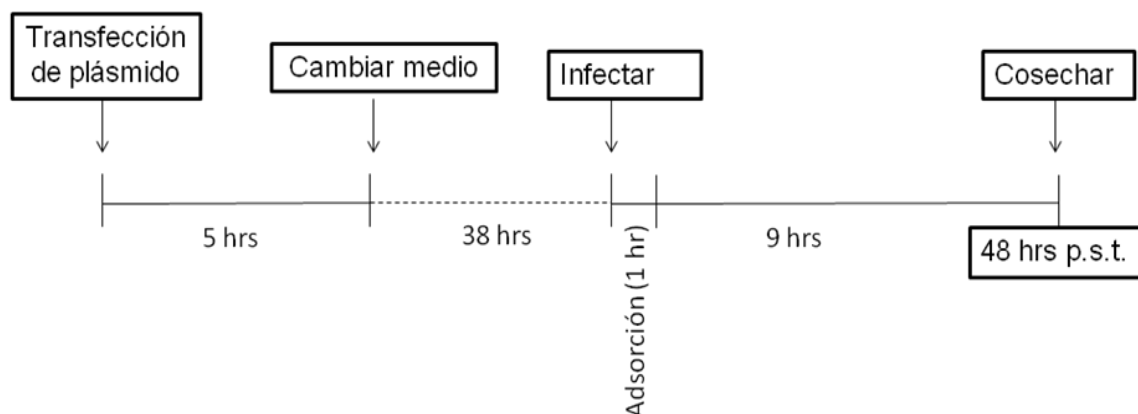 Transfección
de plásmido
Cambiar medio
Infectar
Cosechar
5 hrs
38 hrs
Adsorción (1 hr)
9 hrs
48 hrs p.s.t.